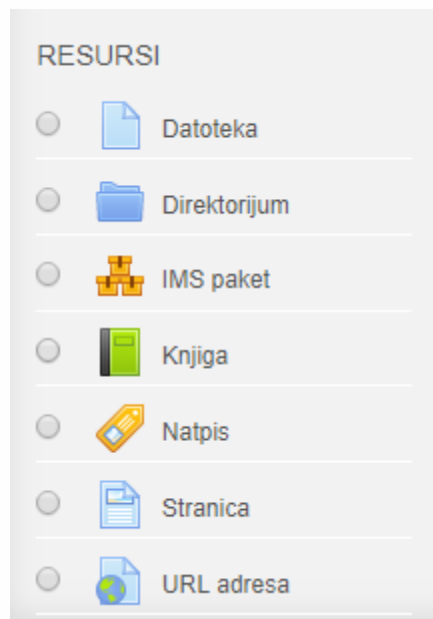 RESURSI
Datoteka
Direktorijum
IMS paket
Knjiga
Natpis
Stranica
URL adresa